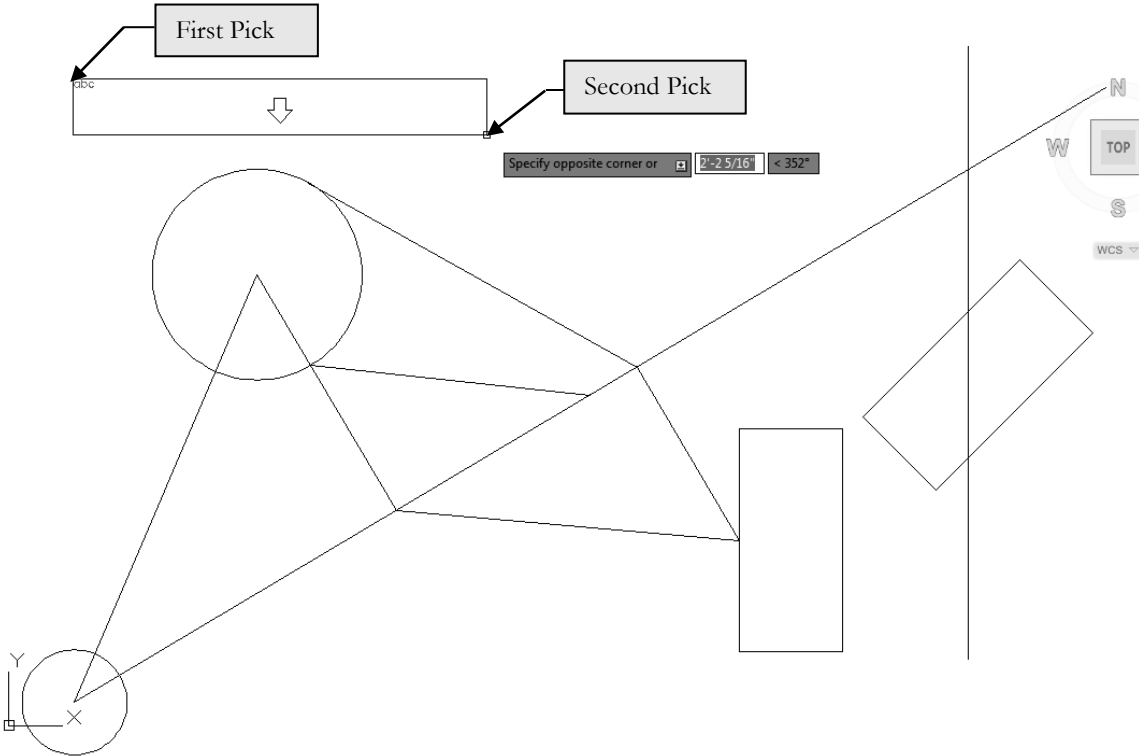 First Pick
abc
Second Pick
Specify opposite corner or 2'-2 5/16" < 352°
N
W
TOP
S
WCS
Y
X